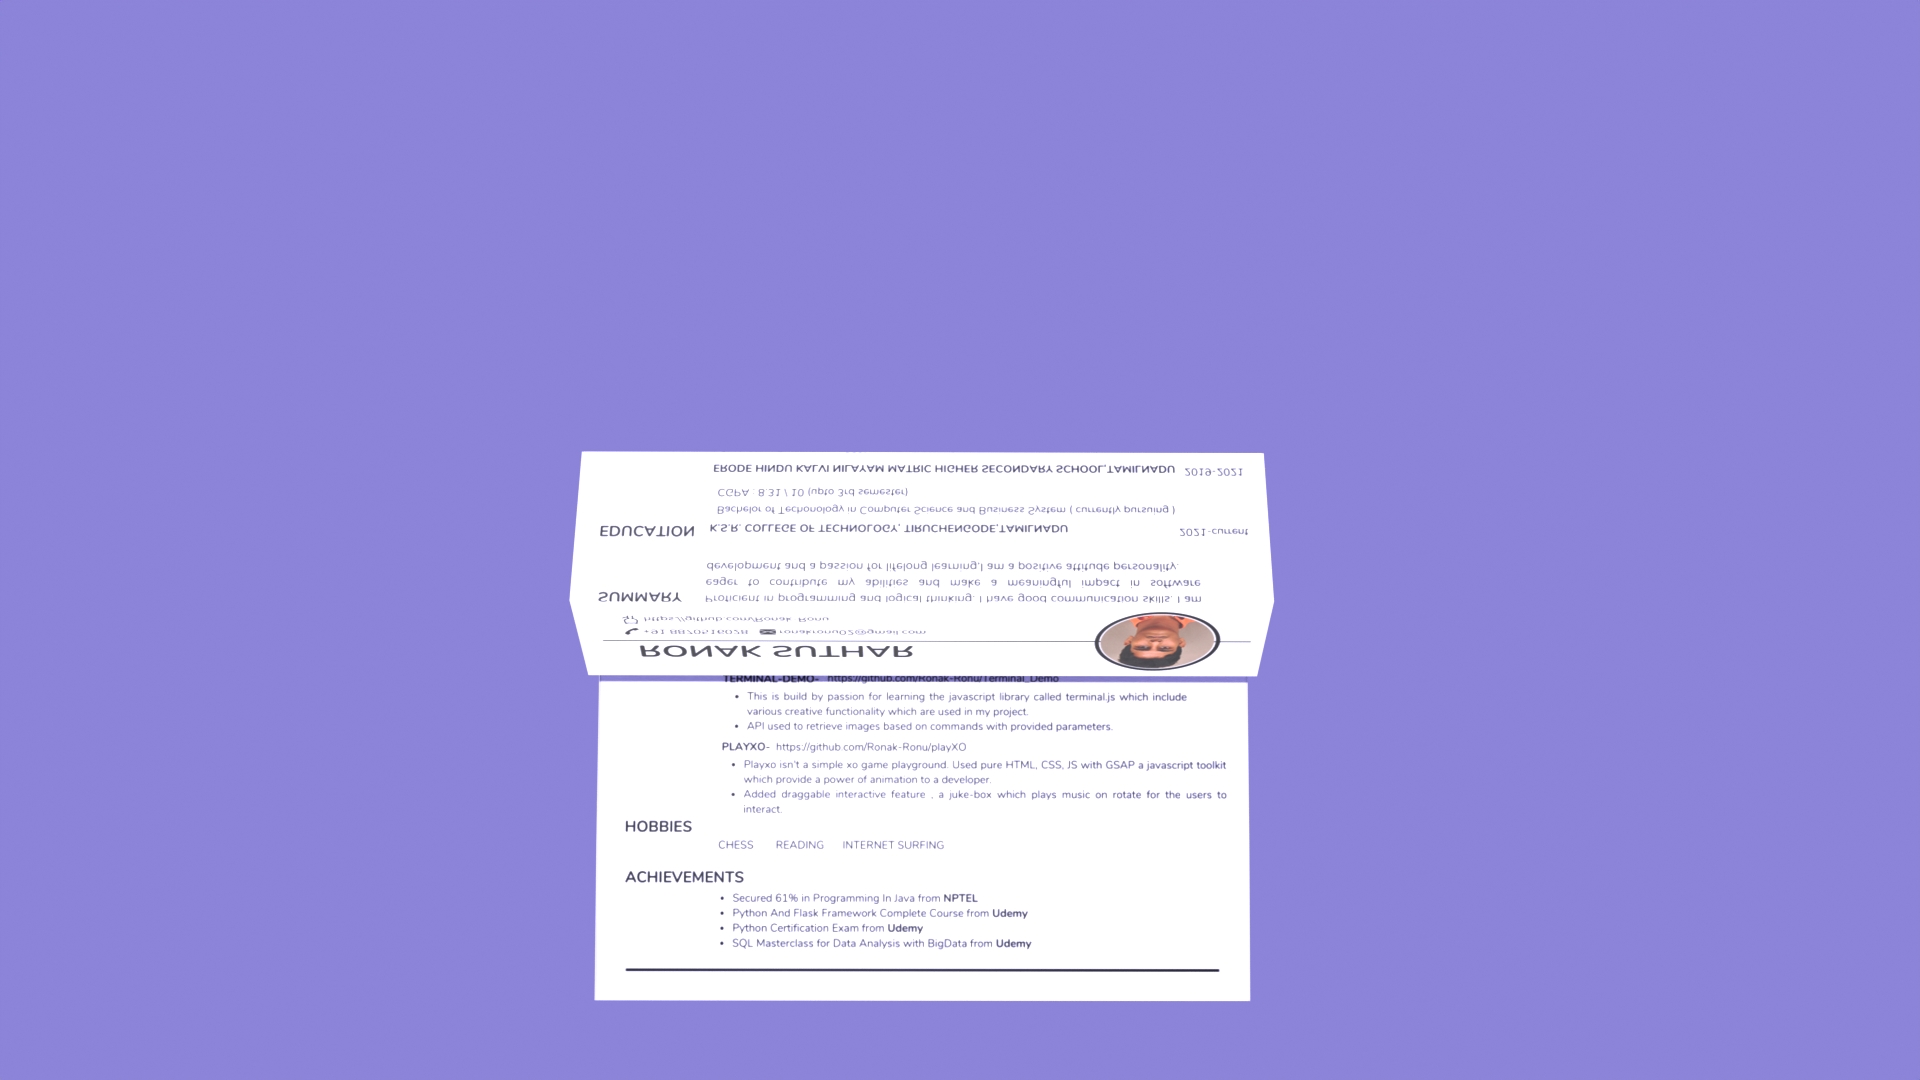 ERODE HINDU KALVI NILAYAM MATRIC HIGHER SECONDARY SCHOOL,TAMILNADU 2019-2021
CGPA : 8.31 / 10 (upto 3rd semester)
Bachelor of Techonology in Computer Science and Business System ( currently pursuing )
EDUCATION K.S.R. COLLEGE OF TECHNOLOGY, TIRUCHENGODE,TAMILNADU 2021-current
development and a passion for lifelong learning,I am a positive attitude personality.
eager to contribute my abilities and make a meaningful impact in software
SUMMARY Proficient in programming and logical thinking. I have good communication skills. I am
https://github.com/Ronak-Ronu
+91 8870516028 ronakronu02@gmail.com
RONAK SUTHAR
TERMINAL-DEMO- https://github.com/Ronak-Ronu/Terminal_Demo
• This is build by passion for learning the javascript library called terminal.js which include
various creative functionality which are used in my project.
• API used to retrieve images based on commands with provided parameters.
PLAYXO- https://github.com/Ronak-Ronu/playXO
• Playxo isn't a simple xo game playground. Used pure HTML, CSS, JS with GSAP a javascript toolkit
which provide a power of animation to a developer.
• Added draggable interactive feature , a juke-box which plays music on rotate for the users to
interact.
HOBBIES
CHESS READING INTERNET SURFING
ACHIEVEMENTS
• Secured 61% in Programming In Java from NPTEL
• Python And Flask Framework Complete Course from Udemy
• Python Certification Exam from Udemy
• SQL Masterclass for Data Analysis with BigData from Udemy